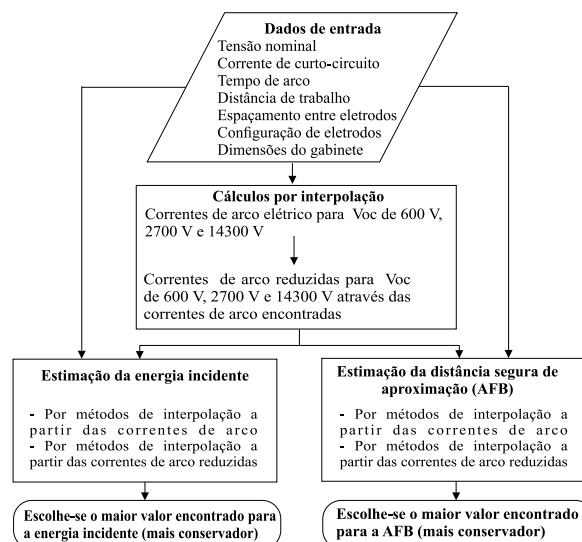 Dados de entrada
Tensão nominal
Corrente de curto-circuito
Tempo de arco
Distância de trabalho
Espaçamento entre eletrodos
Configuração de eletrodos
Dimensões do gabinete
Cálculos por interpolação
Correntes de arco elétrico para Voc de 600 V,
2700 V e 14300 V
Correntes de arco reduzidas para Voc
de 600 V, 2700 V e 14300 V através das
correntes de arco encontradas
Estimação da energia incidente
- Por métodos de interpolação a
partir das correntes de arco
- Por métodos de interpolação a
partir das correntes de arco reduzidas
Estimação da distância segura de
aproximação (AFB)
- Por métodos de interpolação a
partir das correntes de arco
- Por métodos de interpolação a
partir das correntes de arco reduzidas
Escolhe-se o maior valor encontrado para
a energia incidente (mais conservador)
Escolhe-se o maior valor encontrado
para a AFB (mais conservador)